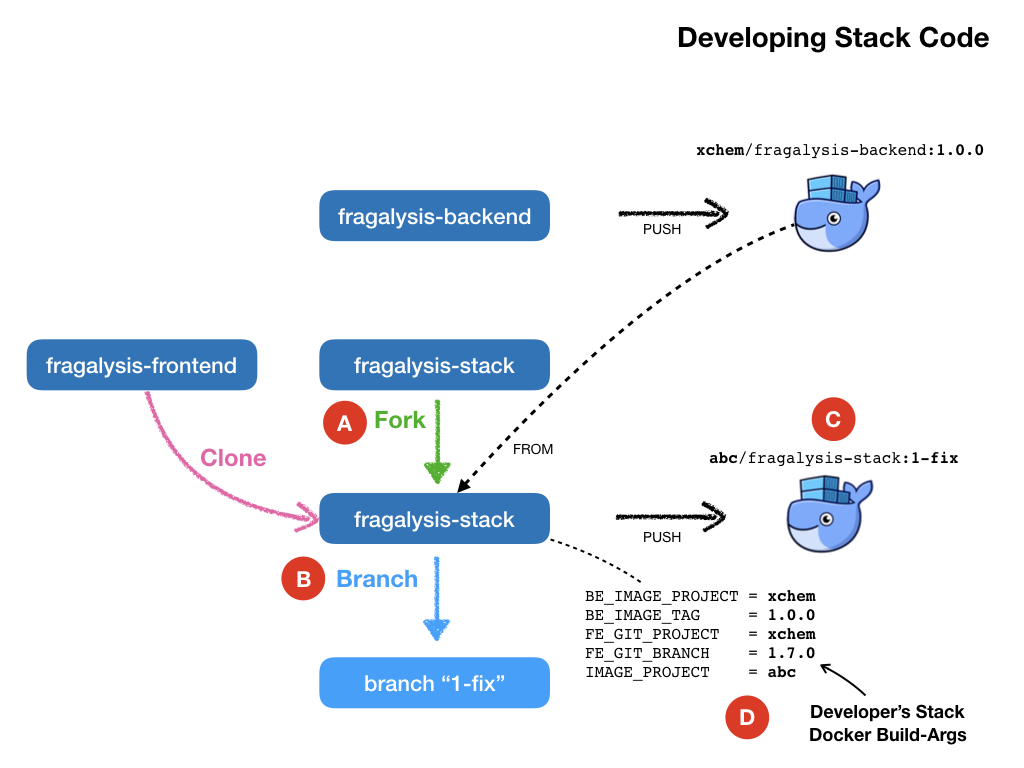 Developing Stack Code
xchem/fragalysis-backend:1.0.0
fragalysis-backend
PUSH
fragalysis-frontend
fragalysis-stack
A
Fork
C
Clone
FROM
abc/fragalysis-stack:1-fix
fragalysis-stack
PUSH
B
Branch
BE_IMAGE_PROJECT = xchem
BE_IMAGE_TAG = 1.0.0
FE_GIT_PROJECT = xchem
FE_GIT_BRANCH = 1.7.0
IMAGE_PROJECT = abc
branch “1-fix”
D
Developer’s Stack
Docker Build-Args